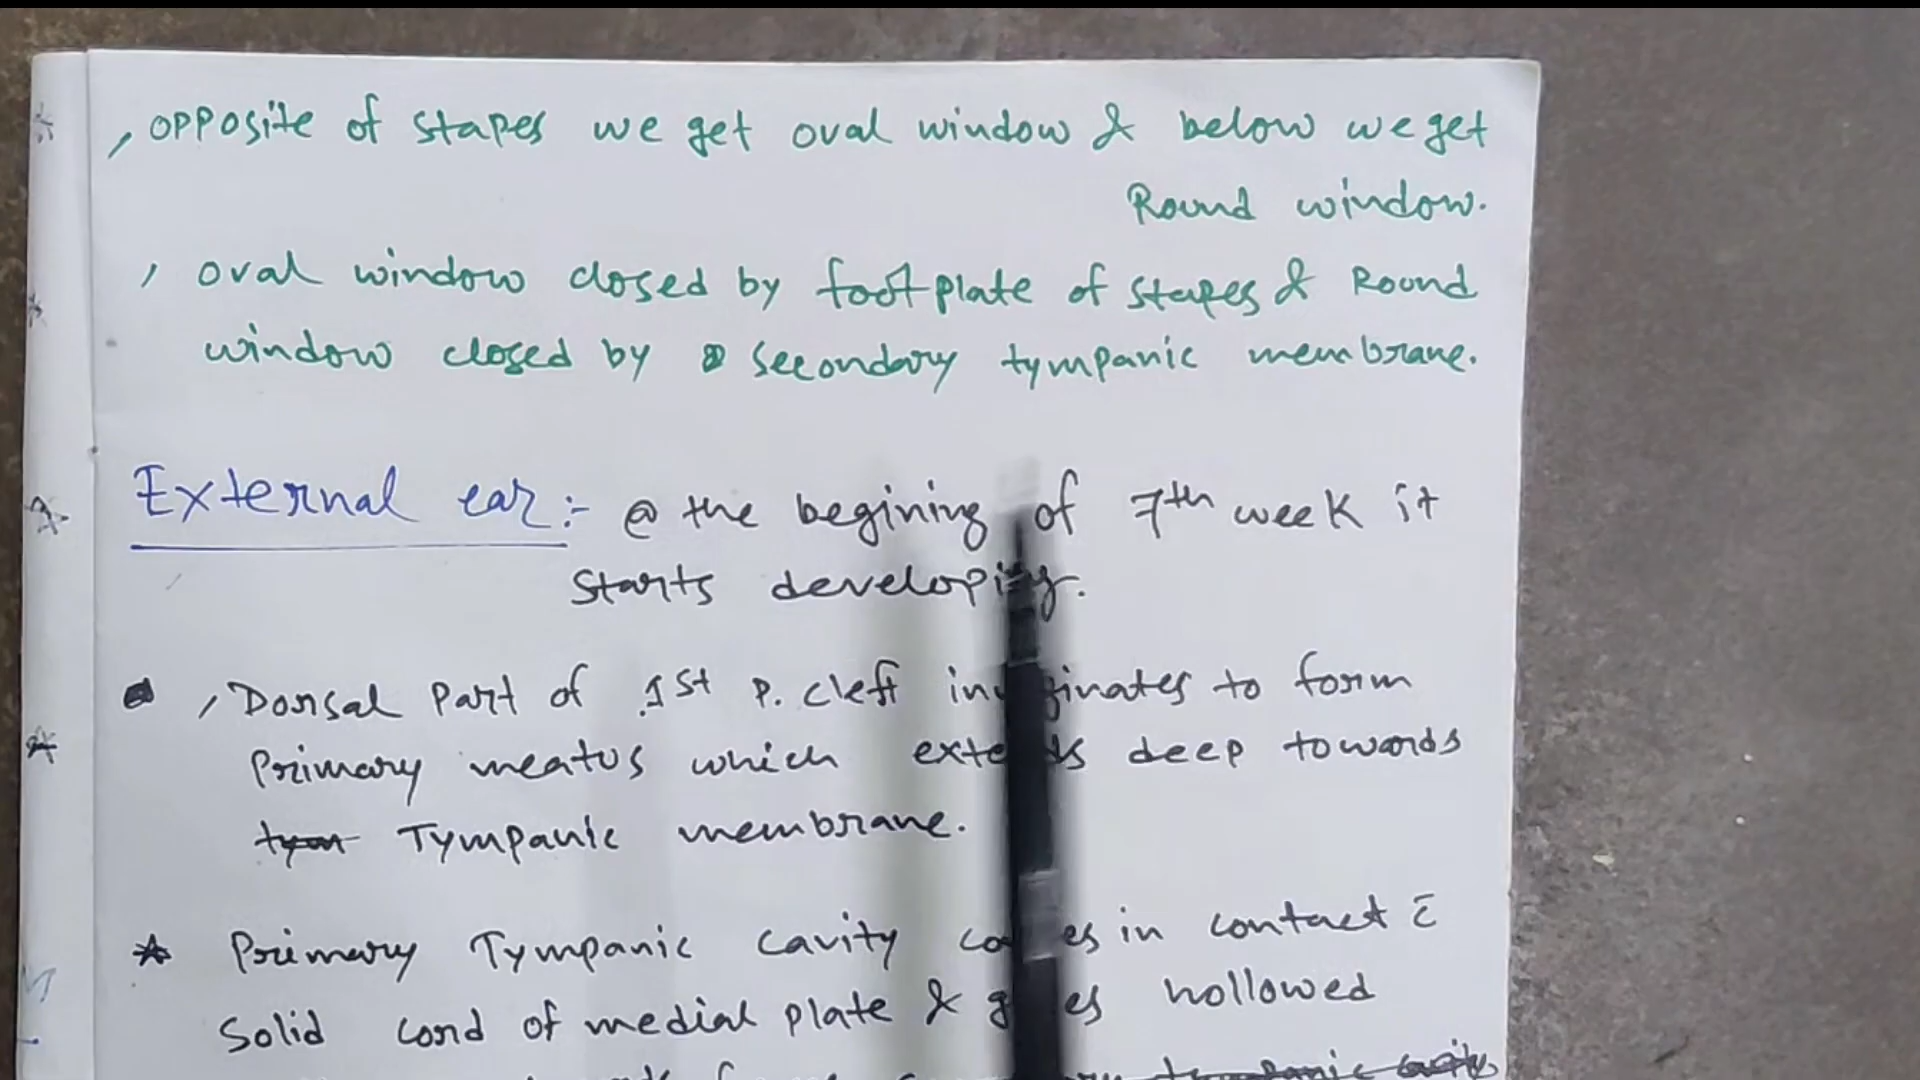 , opposite of stapes we get oval window & below we get
Round window.
, oval window closed by footplate of stapes & Round
window closed by secondary tympanic membrane.
External ear :- @ the begining of 7th week it
starts developing.
, Dorsal Part of 1st P. cleft invaginates to form
Primary meatus which extends deep towards
Tympanic membrane.
* Primary Tympanic cavity comes in contact c̄
Solid cord of medial plate & hollowed